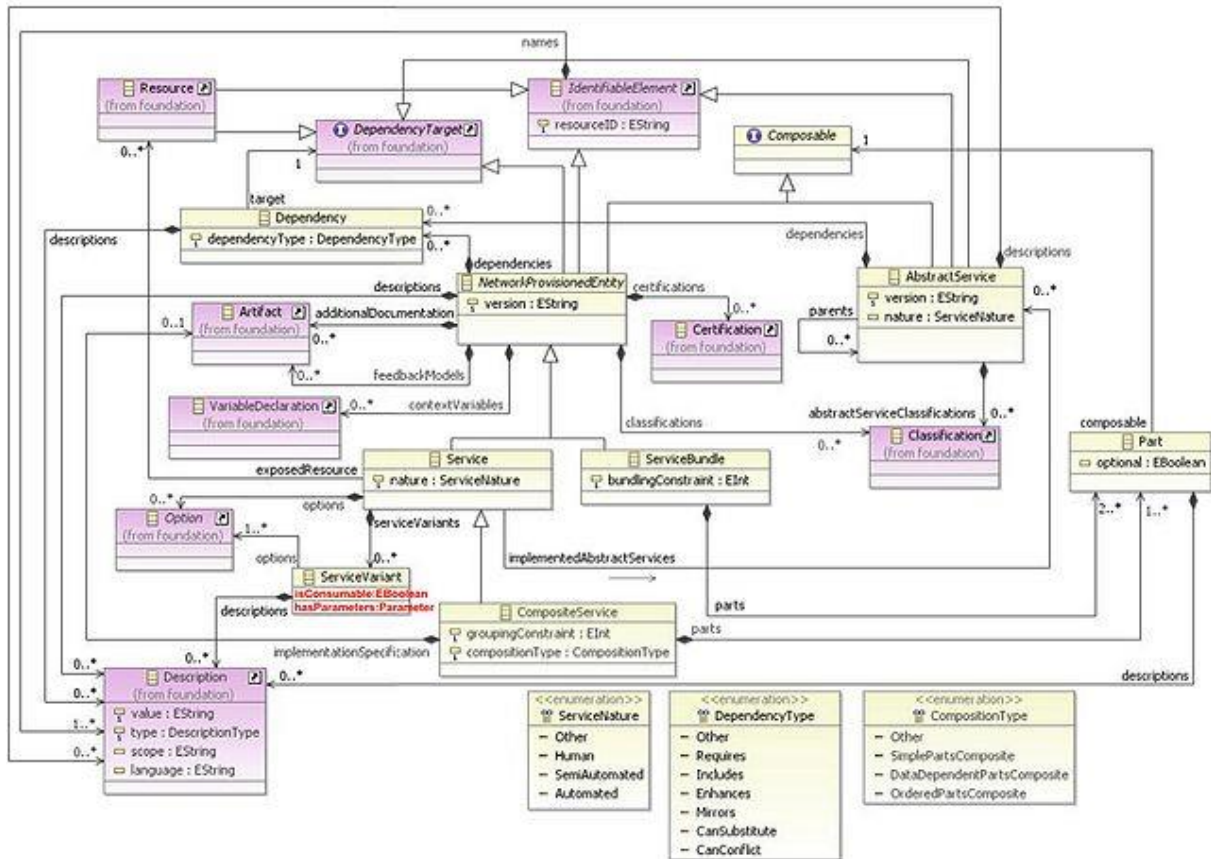 names
Resource
(from foundation)
IdentifiableElement
(from foundation)
resourceID : EString
DependencyTarget
(from foundation)
Composable
0..*
1
1
target
Dependency
dependencyType : DependencyType
0..*
0..*
descriptions
dependencies
descriptions
dependencies
NetworkProvisionedEntity
version : EString
descriptions
certifications
0..*
AbstractService
version : EString
nature : ServiceNature
0..*
parents
0..*
Artifact
(from foundation)
0..1
addtionalDocumentation
0..*
Certification
(from foundation)
0..*
feedbackModels
VariableDeclaration
(from foundation)
0..*
contextVariables
classifications
0..*
abstractServiceClassifications
0..*
Classification
(from foundation)
composable
Part
optional : EBoolean
exposedResource
Service
nature : ServiceNature
ServiceBundle
bundlingConstraint : EInt
0..*
options
Option
(from foundation)
1..*
options
serviceVariants
0..*
2..*
1..*
implementedAbstractServices
ServiceVariant
isConsumable:EBoolean
hasParameters:Parameter
descriptions
0..*
CompositeService
groupingConstraint : EInt
compositionType : CompositionType
parts
parts
implementationSpecification
0..*
0..*
1..*
0..*
Description
(from foundation)
value : EString
type : DescriptionType
scope : EString
language : EString
0..*
descriptions
<<enumeration>>
ServiceNature
Other
Human
SemiAutomated
Automated
<<enumeration>>
DependencyType
Other
Requires
Includes
Enhances
Mirrors
CanSubstitute
CanConflict
<<enumeration>>
CompositionType
Other
SimplePartsComposite
DataDependentPartsComposite
OrderedPartsComposite